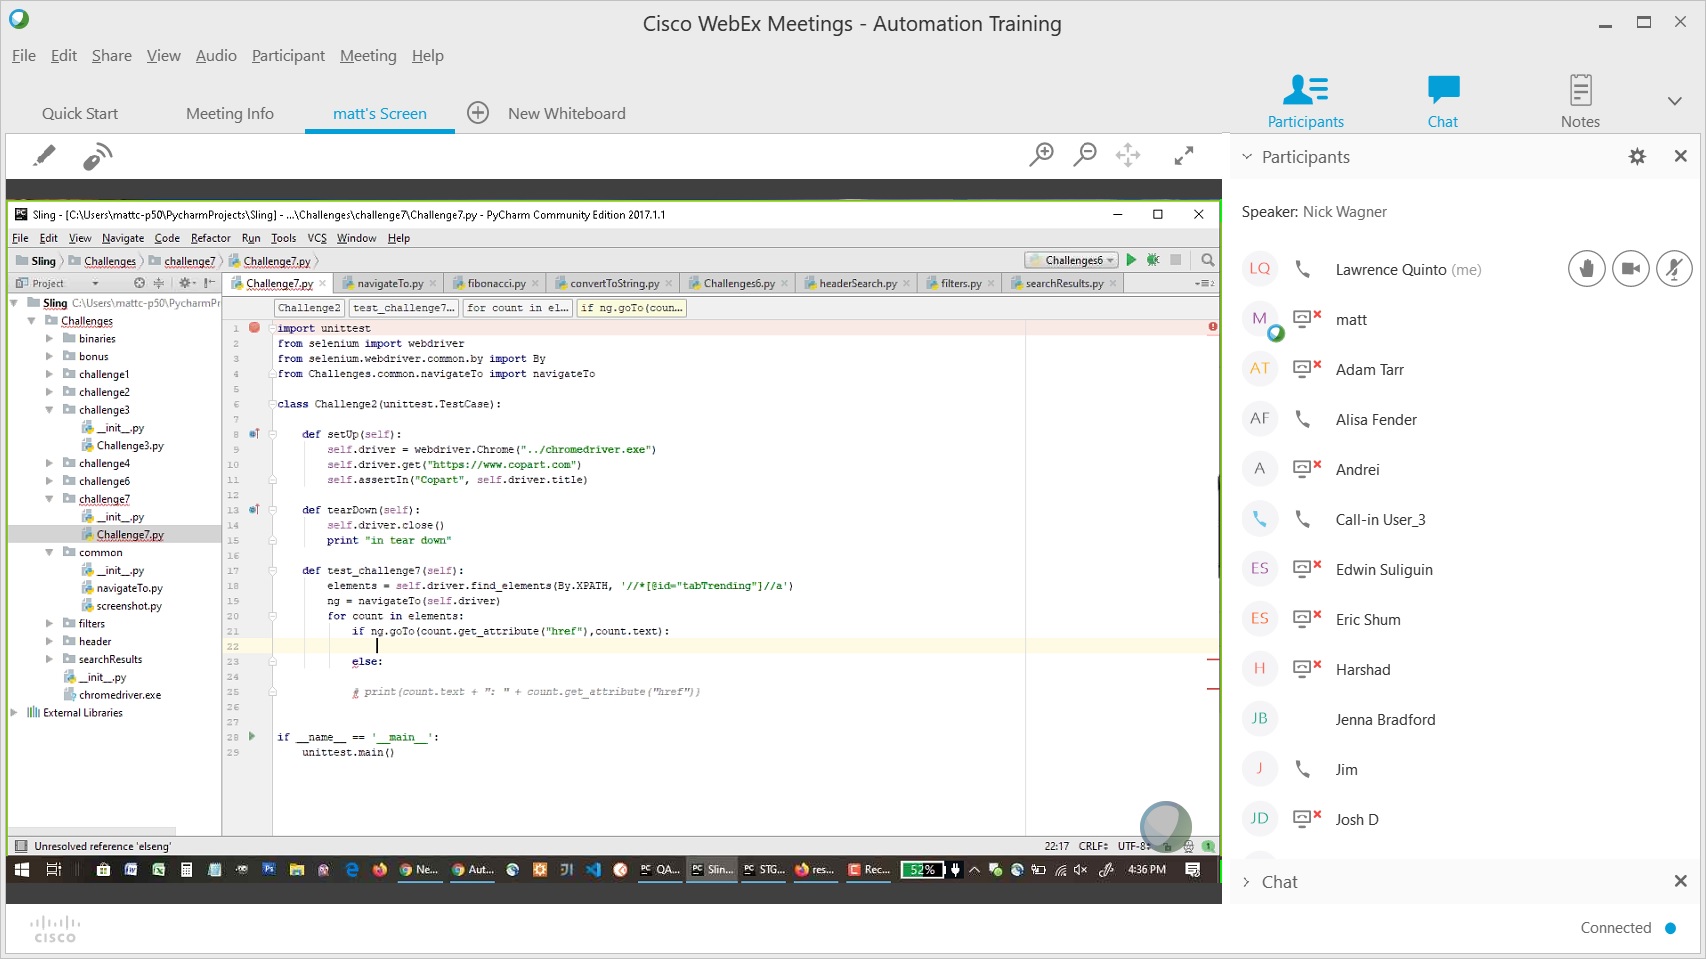 Cisco WebEx Meetings - Automation Training
File Edit Share View Audio Participant Meeting Help
Quick Start Meeting Info matt's Screen New Whiteboard
Participants Chat Notes
Sling - [C:\Users\mattc-p50\PycharmProjects\Sling] - ...\Challenges\challenge7\Challenge7.py - PyCharm Community Edition 2017.1.1
File Edit View Navigate Code Refactor Run Tools VCS Window Help
Sling Challenges challenge7 Challenge7.py Challenges6
Project
Challenge7.py navigateTo.py fibonacci.py convertToString.py Challenges6.py headerSearch.py filters.py searchResults.py
Sling C:\Users\mattc-p50\PycharmPr
Challenges
binaries
bonus
challenge1
challenge2
challenge3
__init__.py
Challenge3.py
challenge4
challenge6
challenge7
__init__.py
Challenge7.py
common
__init__.py
navigateTo.py
screenshot.py
filters
header
searchResults
__init__.py
chromedriver.exe
External Libraries
Challenge2 test_challenge7... for count in el... if ng.goTo(coun...
1 import unittest
2 from selenium import webdriver
3 from selenium.webdriver.common.by import By
4 from Challenges.common.navigateTo import navigateTo
5
6 class Challenge2(unittest.TestCase):
7
8 def setUp(self):
9 self.driver = webdriver.Chrome("../chromedriver.exe")
10 self.driver.get("https://www.copart.com")
11 self.assertIn("Copart", self.driver.title)
12
13 def tearDown(self):
14 self.driver.close()
15 print "in tear down"
16
17 def test_challenge7(self):
18 elements = self.driver.find_elements(By.XPATH, '//*[@id="tabTrending"]//a')
19 ng = navigateTo(self.driver)
20 for count in elements:
21 if ng.goTo(count.get_attribute("href"),count.text):
22
23 else:
24
25 # print(count.text + ": " + count.get_attribute("href"))
26
27
28 if __name__ == '__main__':
29 unittest.main()
Unresolved reference 'elseng' 22:17 CRLF UTF-8 1
Ne... Aut... QA... Slin... STG... res... Rec... 52% 4:36 PM
Participants
Speaker: Nick Wagner
LQ Lawrence Quinto (me)
M matt
AT Adam Tarr
AF Alisa Fender
A Andrei
Call-in User_3
ES Edwin Suliguin
ES Eric Shum
H Harshad
JB Jenna Bradford
J Jim
JD Josh D
Chat
CISCO
Connected